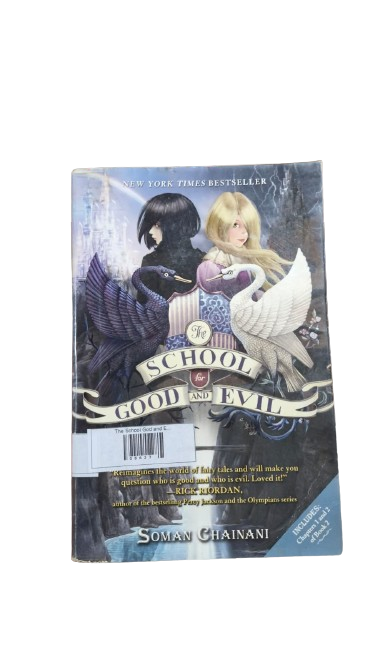 NEW YORK TIMES BESTSELLER
The
SCHOOL
for
GOOD AND EVIL
The School God and E...
"Reimagines the world of fairy tales and will make you
question who is good and who is evil. Loved it!"
—RICK RIORDAN,
author of the bestselling Percy Jackson and the Olympians series
INCLUDES:
Chapters 1 and 2
of Book 2
SOMAN CHAINANI